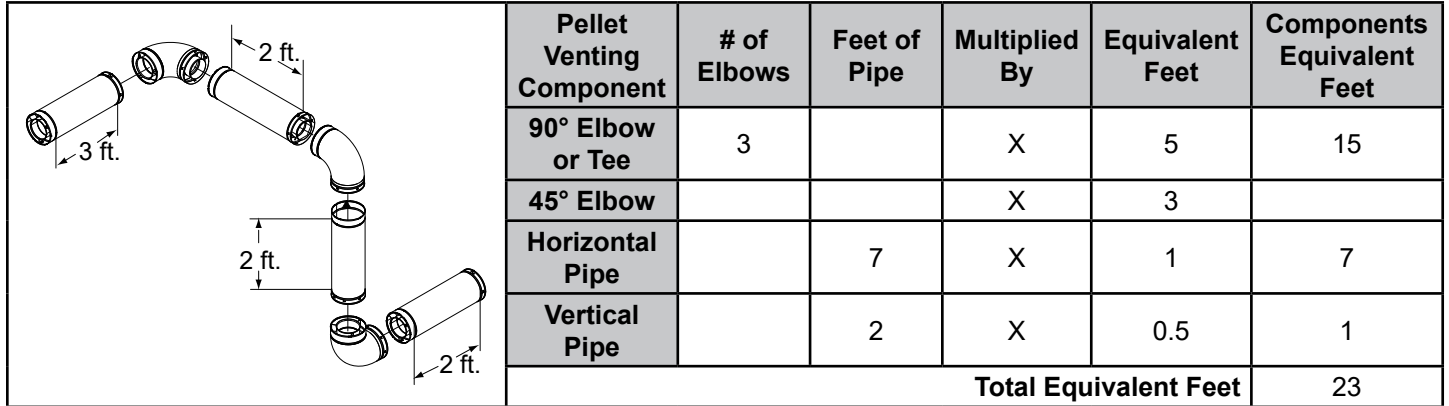 2 ft.
3 ft.
2 ft.
2 ft.
Pellet
Venting
Component
# of
Elbows
Feet of
Pipe
Multiplied
By
Equivalent
Feet
Components
Equivalent
Feet
90° Elbow
or Tee
3
X
5
15
45° Elbow
X
3
Horizontal
Pipe
7
X
1
7
Vertical
Pipe
2
X
0.5
1
Total Equivalent Feet
23